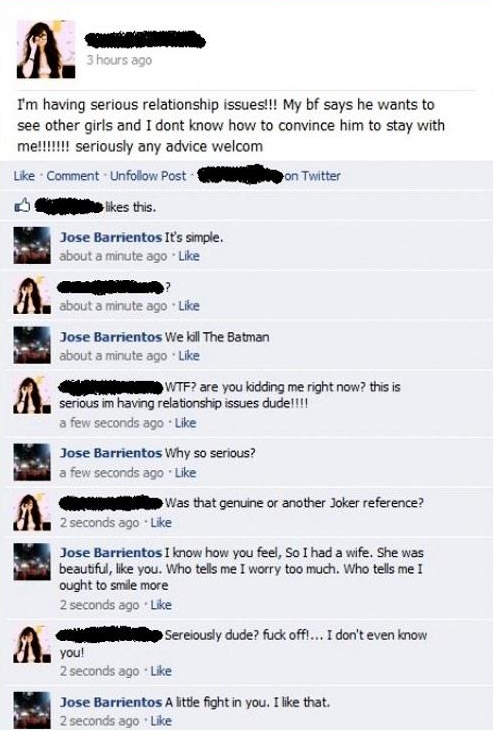 3 hours ago
I'm having serious relationship issues!!! My bf says he wants to
see other girls and I dont know how to convince him to stay with
me!!!!!!! seriously any advice welcom
Like · Comment · Unfollow Post · on Twitter
likes this.
Jose Barrientos It's simple.
about a minute ago · Like
?
about a minute ago · Like
Jose Barrientos We kill The Batman
about a minute ago · Like
WTF? are you kidding me right now? this is
serious im having relationship issues dude!!!!
a few seconds ago · Like
Jose Barrientos Why so serious?
a few seconds ago · Like
Was that genuine or another Joker reference?
2 seconds ago · Like
Jose Barrientos I know how you feel, So I had a wife. She was
beautiful, like you. Who tells me I worry too much. Who tells me I
ought to smile more
2 seconds ago · Like
Sereiously dude? fuck off!... I don't even know
you!
2 seconds ago · Like
Jose Barrientos A little fight in you. I like that.
2 seconds ago · Like